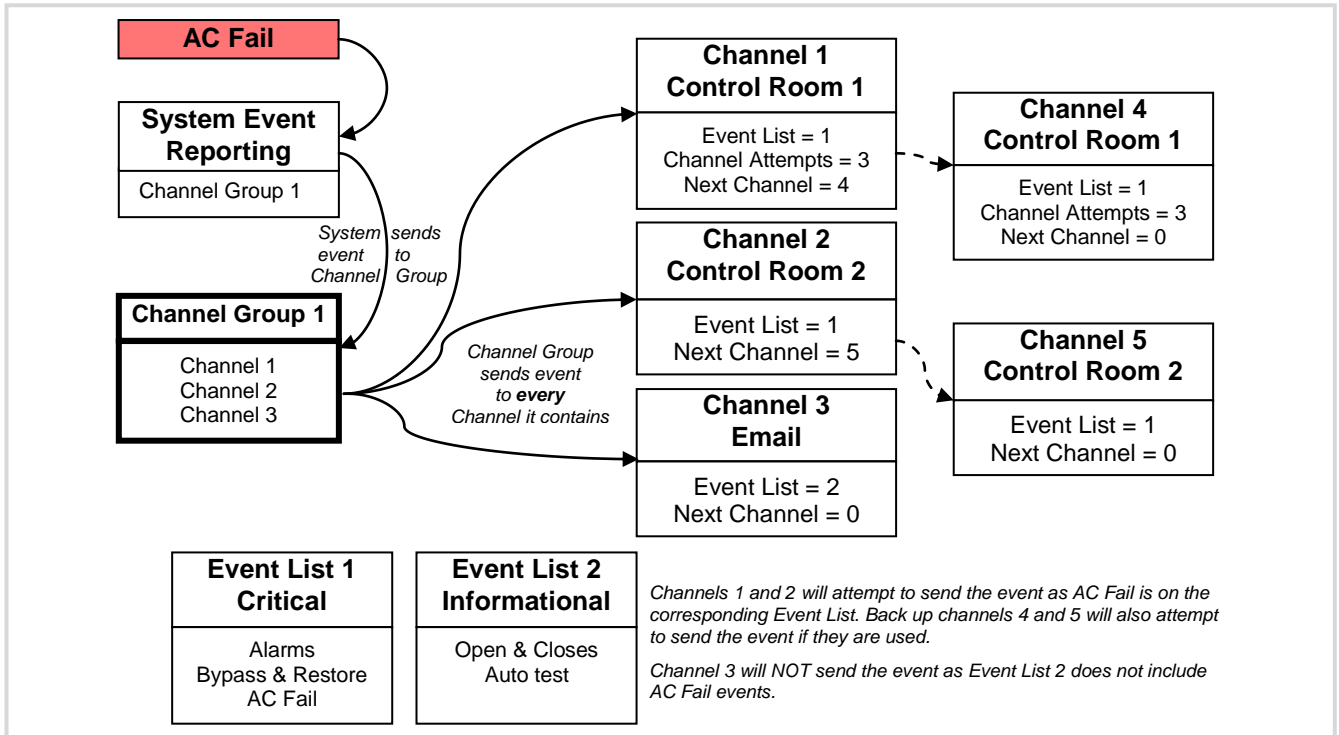 AC Fail
System Event
Reporting
Channel Group 1
System sends
event to
Channel Group
Channel Group 1
Channel 1
Channel 2
Channel 3
Channel Group
sends event
to every
Channel it contains
Channel 1
Control Room 1
Event List = 1
Channel Attempts = 3
Next Channel = 4
Channel 2
Control Room 2
Event List = 1
Next Channel = 5
Channel 3
Email
Event List = 2
Next Channel = 0
Channel 4
Control Room 1
Event List = 1
Channel Attempts = 3
Next Channel = 0
Channel 5
Control Room 2
Event List = 1
Next Channel = 0
Event List 1
Critical
Alarms
Bypass & Restore
AC Fail
Event List 2
Informational
Open & Closes
Auto test
Channels 1 and 2 will attempt to send the event as AC Fail is on the
corresponding Event List. Back up channels 4 and 5 will also attempt
to send the event if they are used.
Channel 3 will NOT send the event as Event List 2 does not include
AC Fail events.